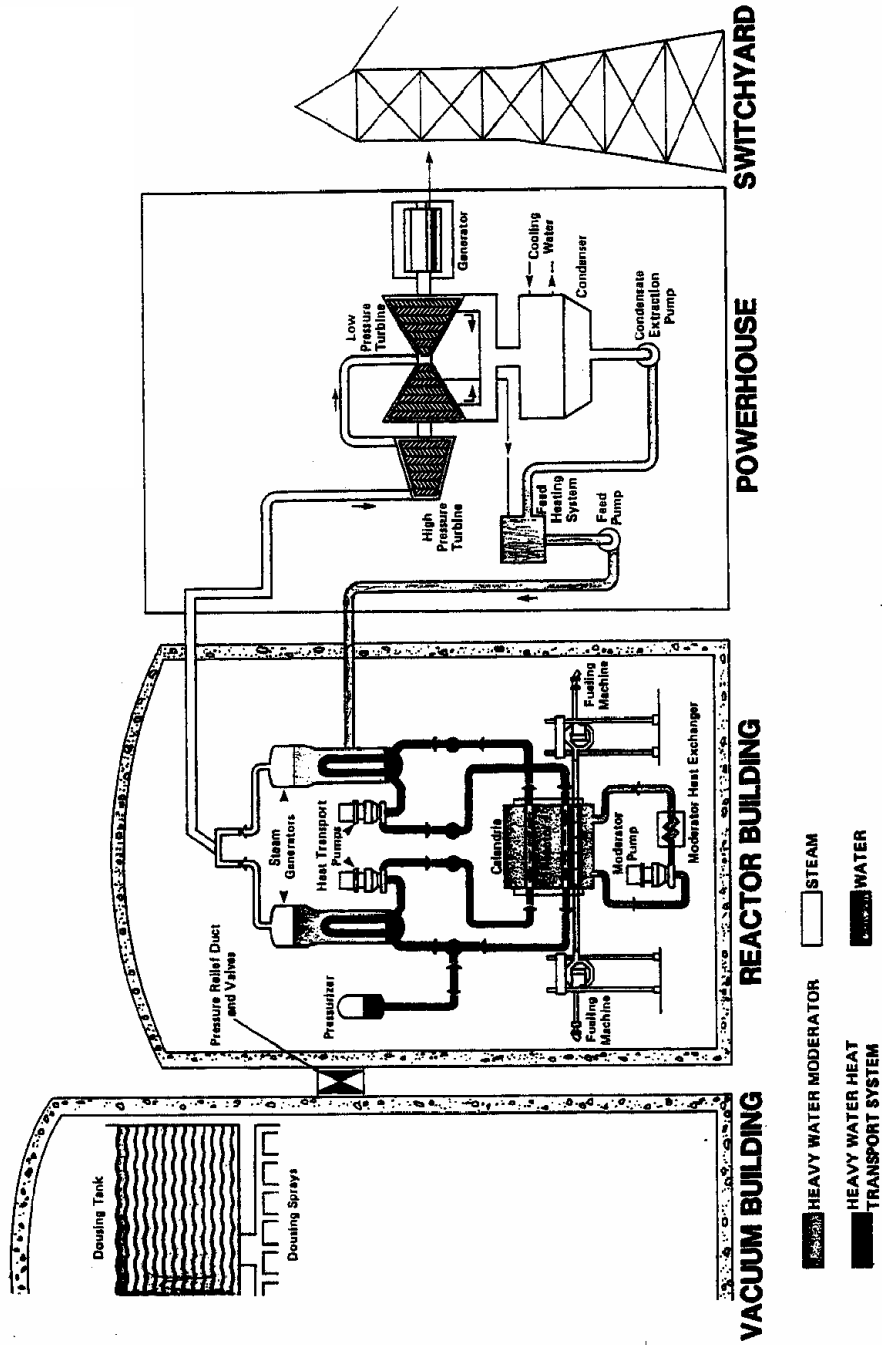 Dousing Tank
Dousing Sprays
VACUUM BUILDING
Pressure Relief Duct
and Valves
Pressurizer
Steam
Generators
Heat Transport
Pumps
Calandria
Moderator
Pump
Moderator Heat Exchanger
Fueling
Machine
Fueling
Machine
REACTOR BUILDING
High
Pressure
Turbine
Low
Pressure
Turbine
Generator
Cooling
Water
Condenser
Condensate
Extraction
Pump
Feed
Heating
System
Feed
Pump
POWERHOUSE
SWITCHYARD
HEAVY WATER MODERATOR
HEAVY WATER HEAT
TRANSPORT SYSTEM
STEAM
WATER